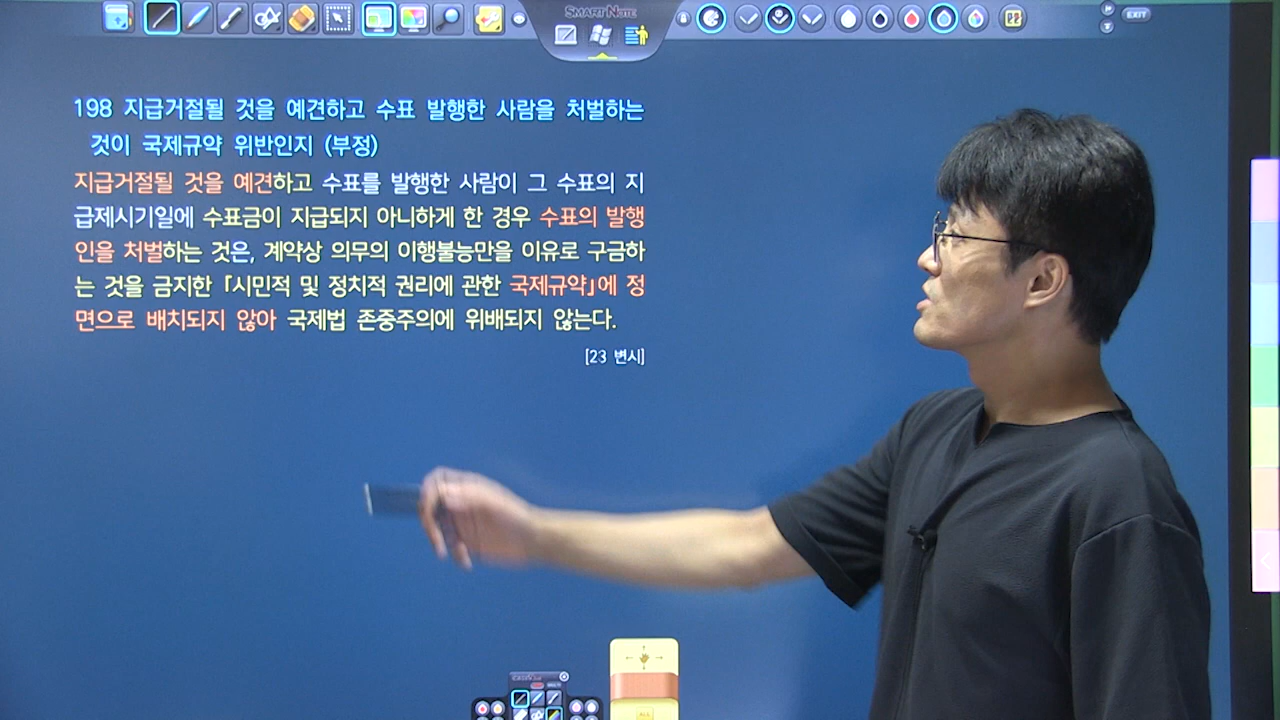 SMART NOTE
EXIT
198 지급거절될 것을 예견하고 수표 발행한 사람을 처벌하는
것이 국제규약 위반인지 (부정)
지급거절될 것을 예견하고 수표를 발행한 사람이 그 수표의 지
급제시기일에 수표금이 지급되지 아니하게 한 경우 수표의 발행
인을 처벌하는 것은, 계약상 의무의 이행불능만을 이유로 구금하
는 것을 금지한 「시민적 및 정치적 권리에 관한 국제규약」에 정
면으로 배치되지 않아 국제법 존중주의에 위배되지 않는다.
[23 변시]
ALL